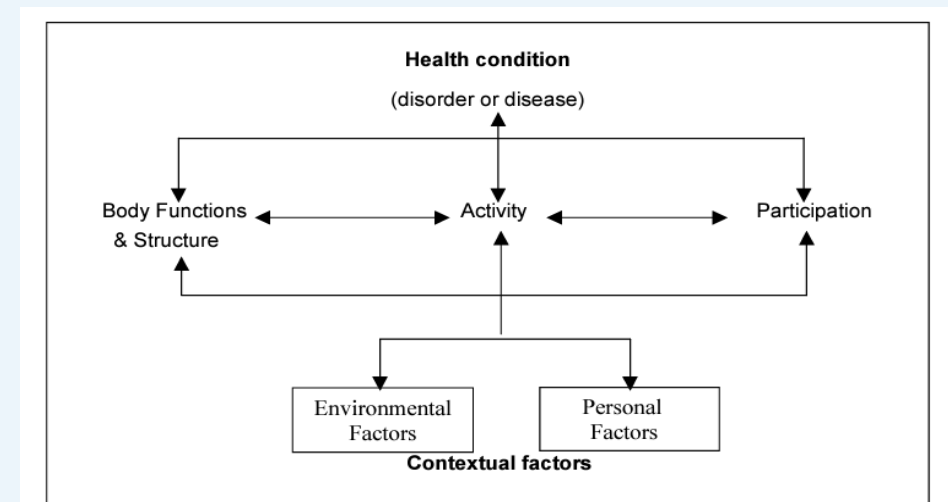 Health condition
(disorder or disease)
Body Functions
& Structure
Activity
Participation
Environmental
Factors
Personal
Factors
Contextual factors